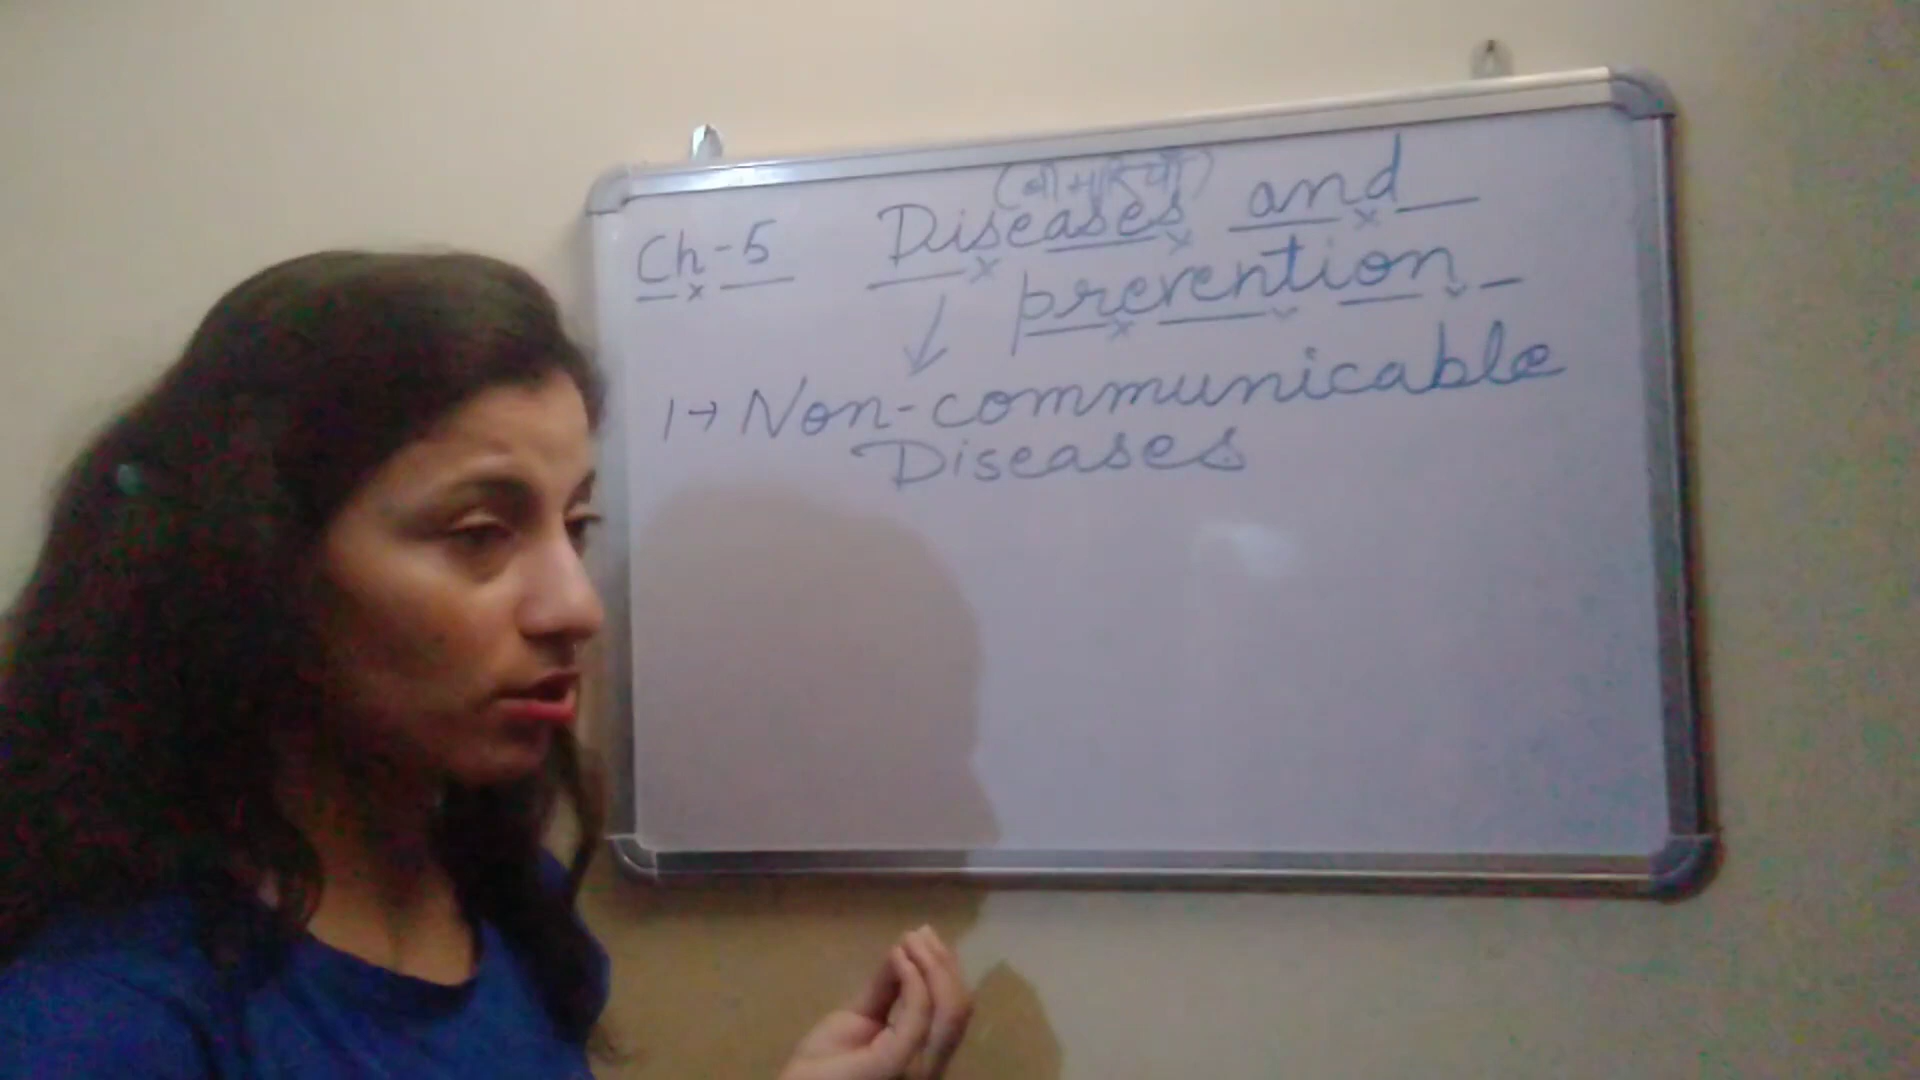 (बीमारियाँ)
Ch-5 Diseases and
prevention
1→ Non-communicable
Diseases